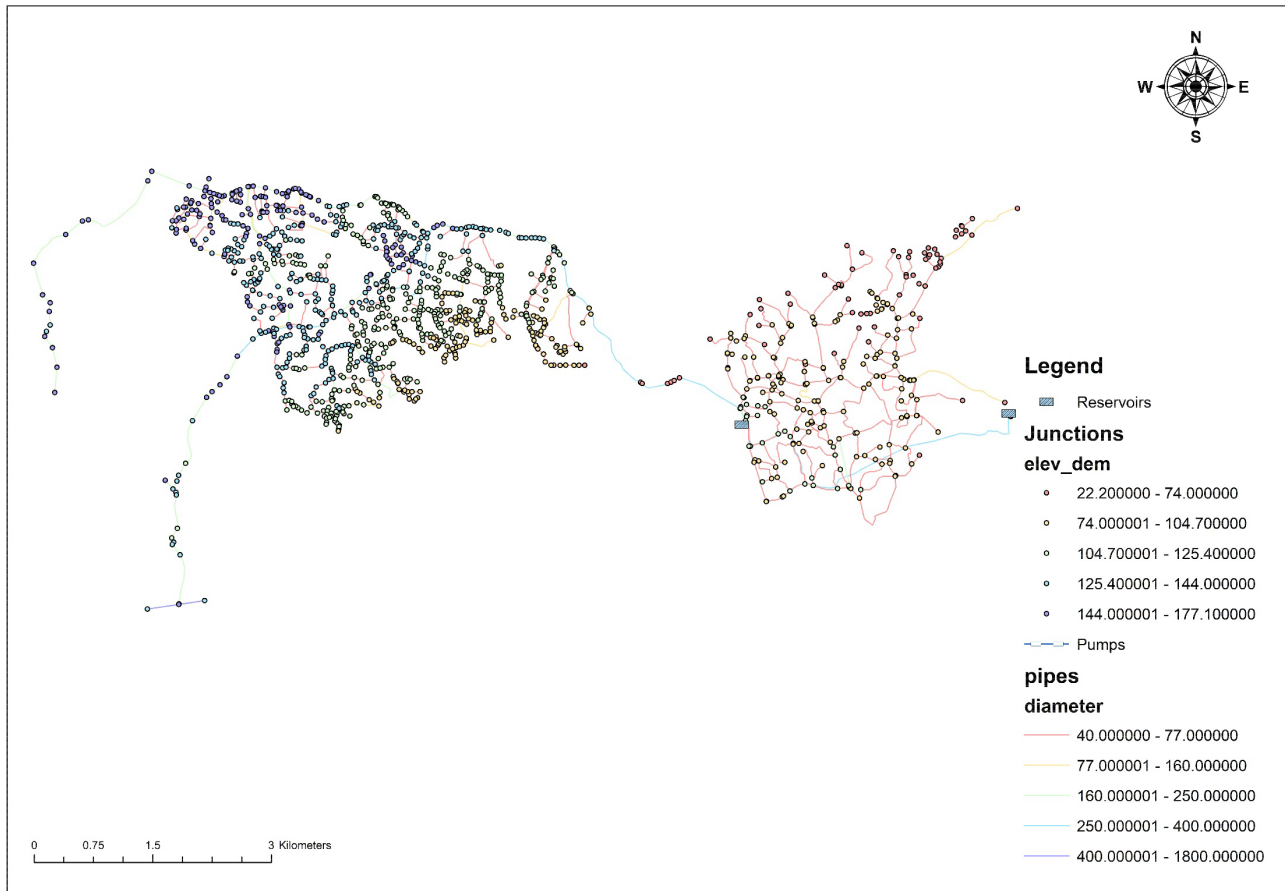 N
W E
S
Legend
Reservoirs
Junctions
elev_dem
22.200000 - 74.000000
74.000001 - 104.700000
104.700001 - 125.400000
125.400001 - 144.000000
144.000001 - 177.100000
Pumps
pipes
diameter
40.000000 - 77.000000
77.000001 - 160.000000
160.000001 - 250.000000
250.000001 - 400.000000
400.000001 - 1800.000000
0 0.75 1.5 3 Kilometers